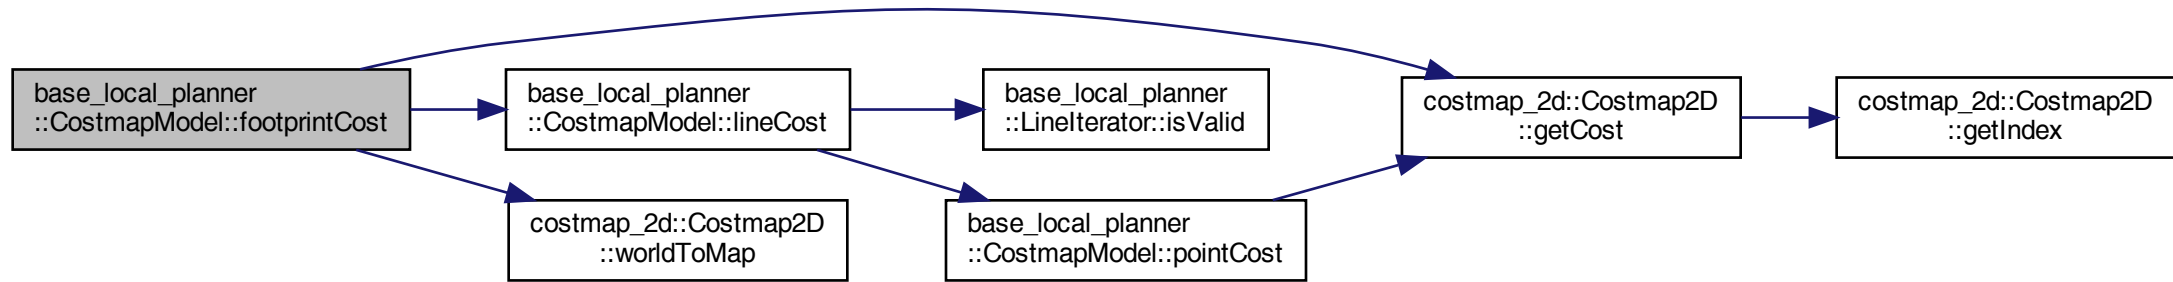 base_local_planner
::CostmapModel::footprintCost
base_local_planner
::CostmapModel::lineCost
base_local_planner
::LineIterator::isValid
costmap_2d::Costmap2D
::getCost
costmap_2d::Costmap2D
::getIndex
costmap_2d::Costmap2D
::worldToMap
base_local_planner
::CostmapModel::pointCost